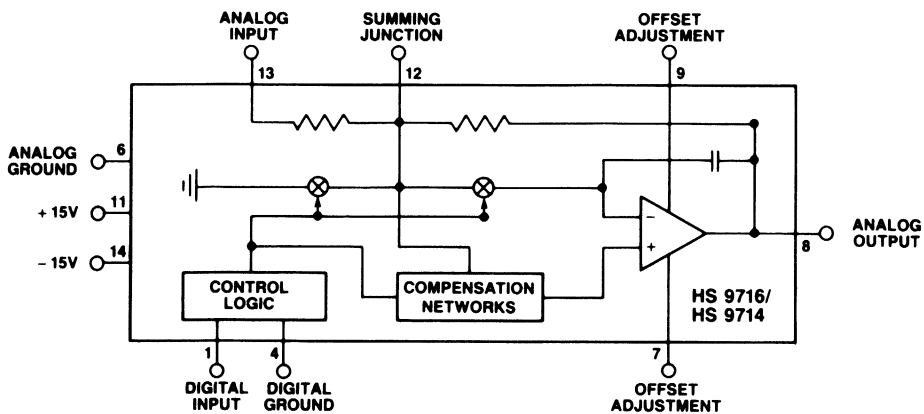 ANALOG
INPUT
SUMMING
JUNCTION
OFFSET
ADJUSTMENT
13
12
9
ANALOG
GROUND
6
+ 15V
11
- 15V
14
−
+
8
ANALOG
OUTPUT
CONTROL
LOGIC
COMPENSATION
NETWORKS
HS 9716/
HS 9714
1
4
7
DIGITAL
INPUT
DIGITAL
GROUND
OFFSET
ADJUSTMENT